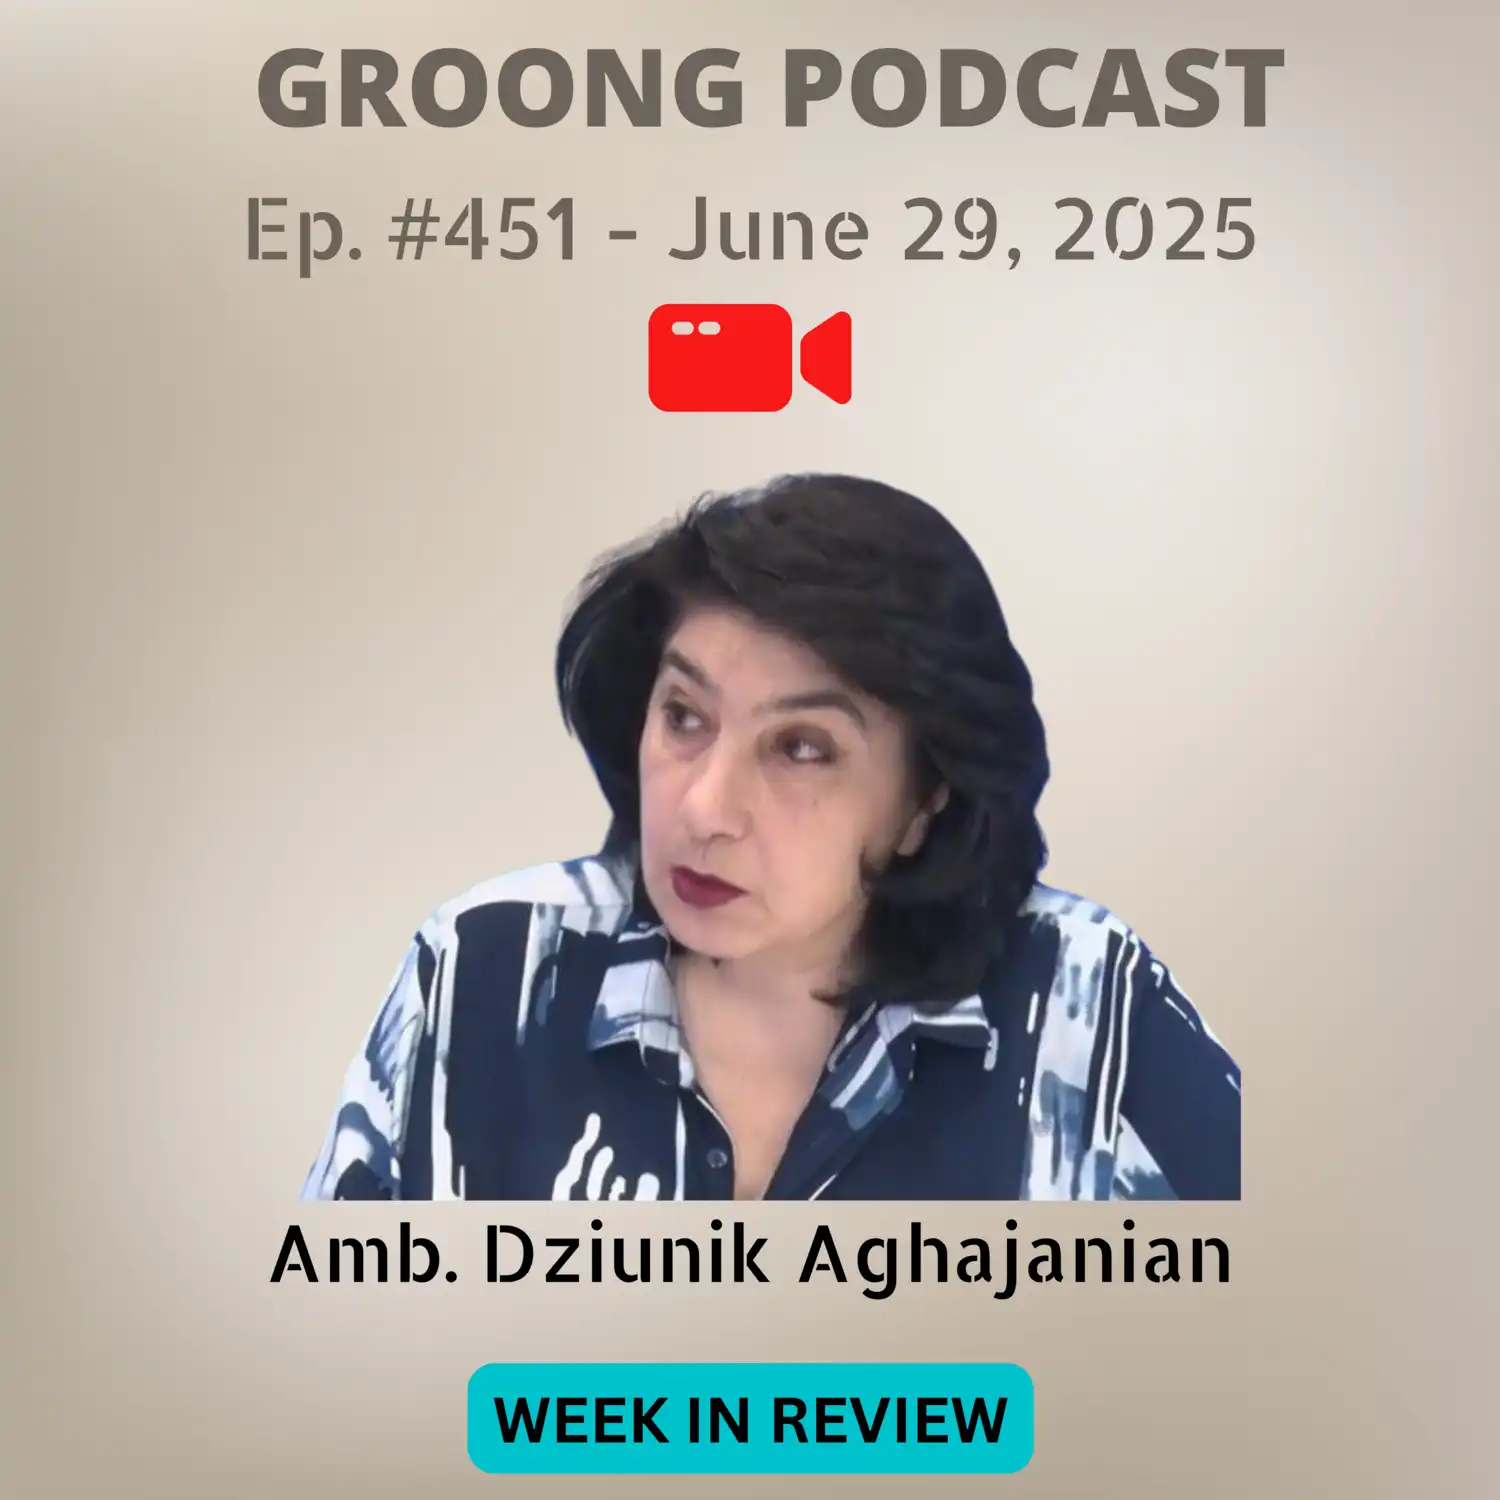 GROONG PODCAST
Ep. #451 - June 29, 2025
Amb. Dziunik Aghajanian
WEEK IN REVIEW